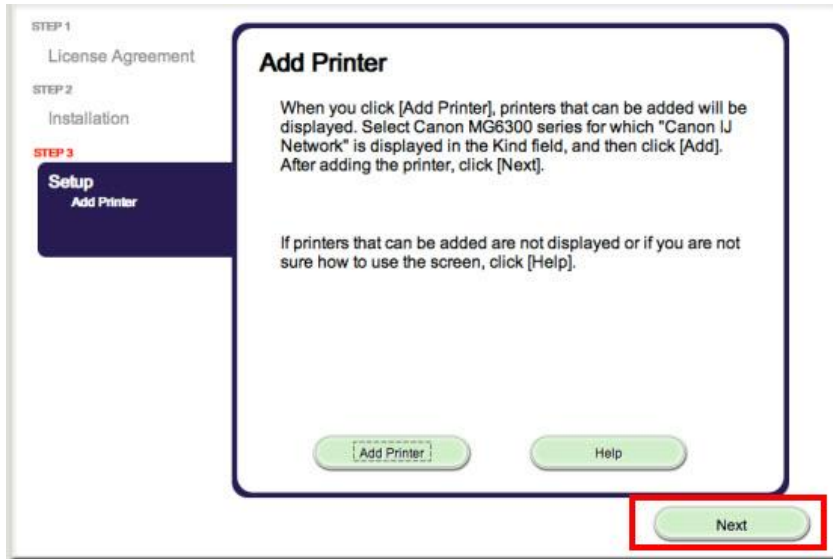 STEP 1
License Agreement
STEP 2
Installation
STEP 3
Setup
Add Printer
Add Printer
When you click [Add Printer], printers that can be added will be
displayed. Select Canon MG6300 series for which "Canon IJ
Network" is displayed in the Kind field, and then click [Add].
After adding the printer, click [Next].
If printers that can be added are not displayed or if you are not
sure how to use the screen, click [Help].
Add Printer
Help
Next